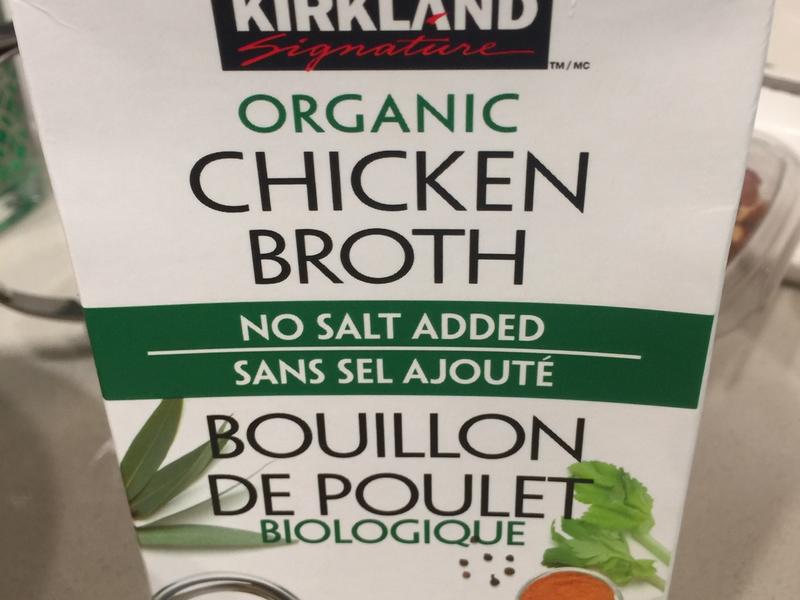 KIRKLAND
Signature
TM/MC
ORGANIC
CHICKEN
BROTH
NO SALT ADDED
SANS SEL AJOUTÉ
BOUILLON
DE POULET
BIOLOGIQUE